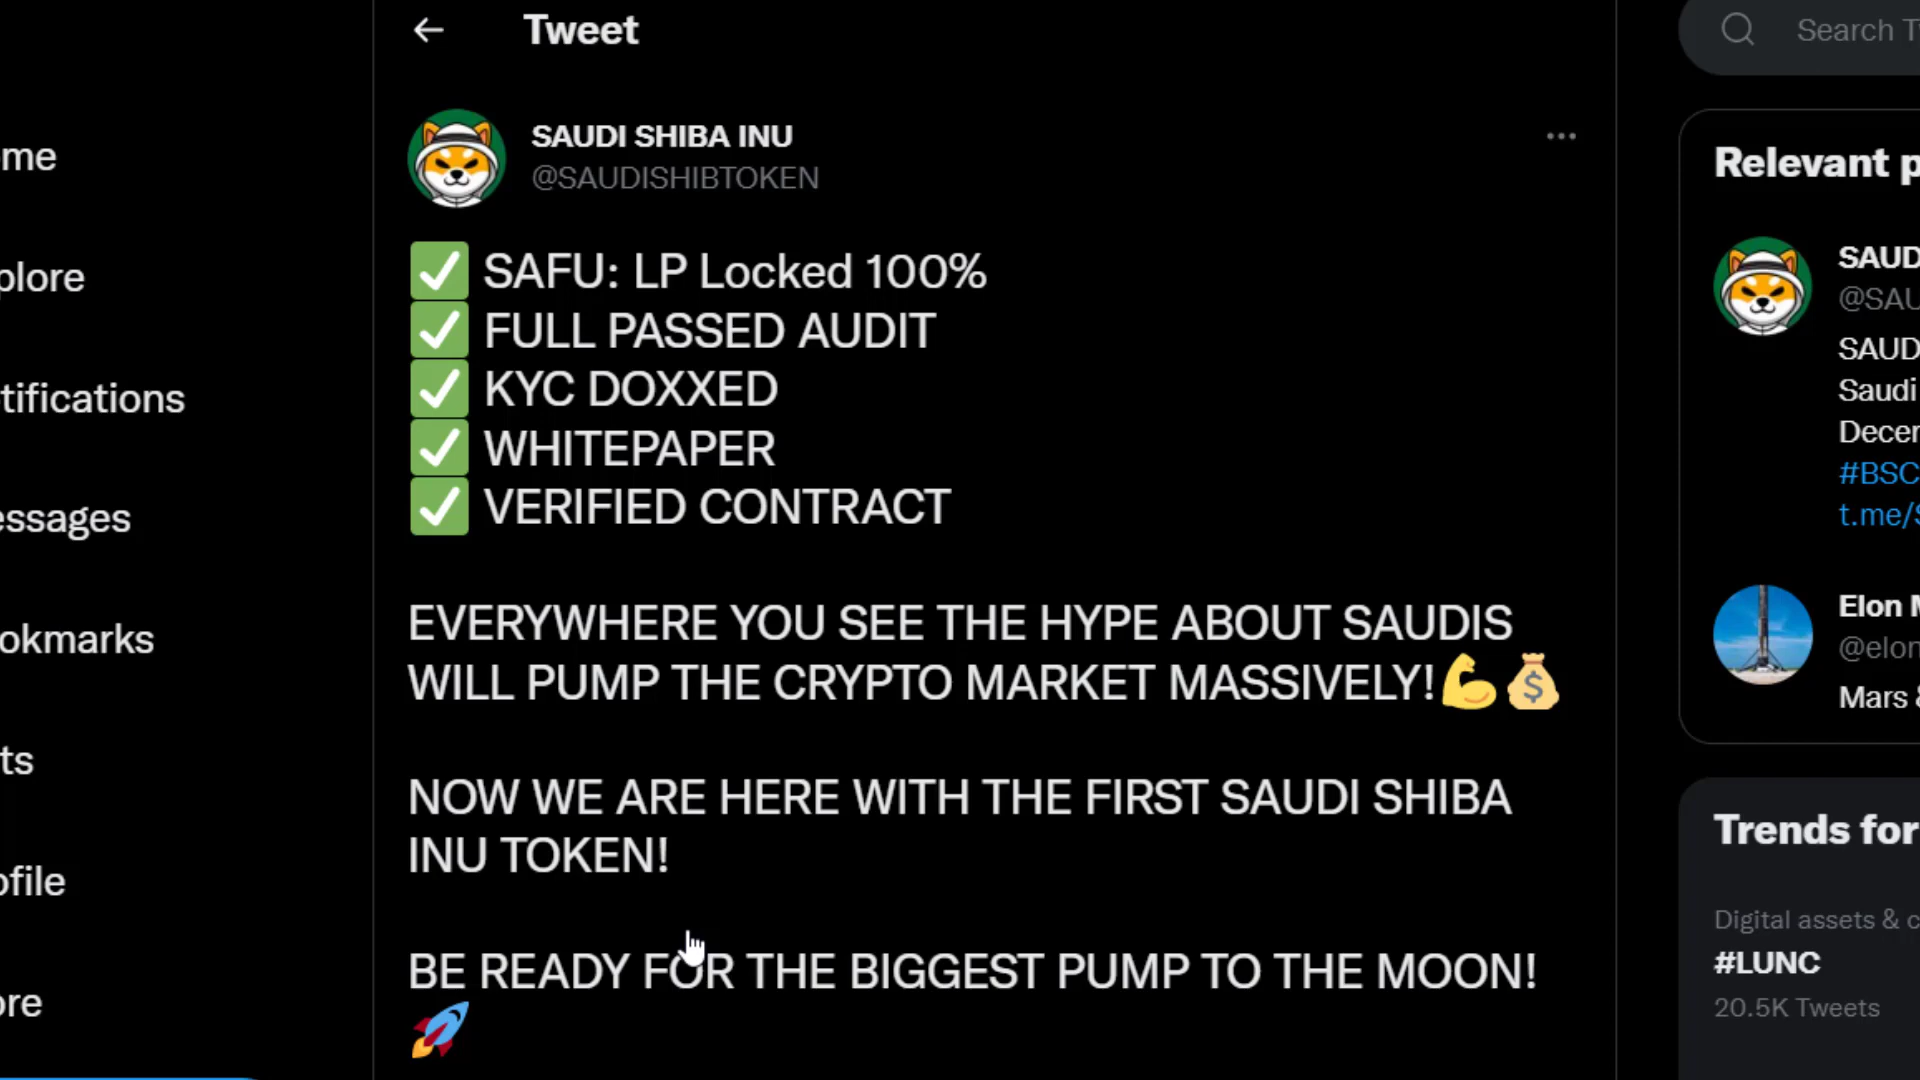 Tweet
Search T
SAUDI SHIBA INU
@SAUDISHIBTOKEN
✅ SAFU: LP Locked 100%
✅ FULL PASSED AUDIT
✅ KYC DOXXED
✅ WHITEPAPER
✅ VERIFIED CONTRACT
EVERYWHERE YOU SEE THE HYPE ABOUT SAUDIS
WILL PUMP THE CRYPTO MARKET MASSIVELY!💪💰
NOW WE ARE HERE WITH THE FIRST SAUDI SHIBA
INU TOKEN!
BE READY FOR THE BIGGEST PUMP TO THE MOON!
🚀
ome
plore
tifications
essages
okmarks
ts
ofile
ore
Relevant p
SAUD
@SAU
SAUD
Saudi
Decer
#BSC
t.me/S
Elon M
@elon
Mars &
Trends for
Digital assets & c
#LUNC
20.5K Tweets